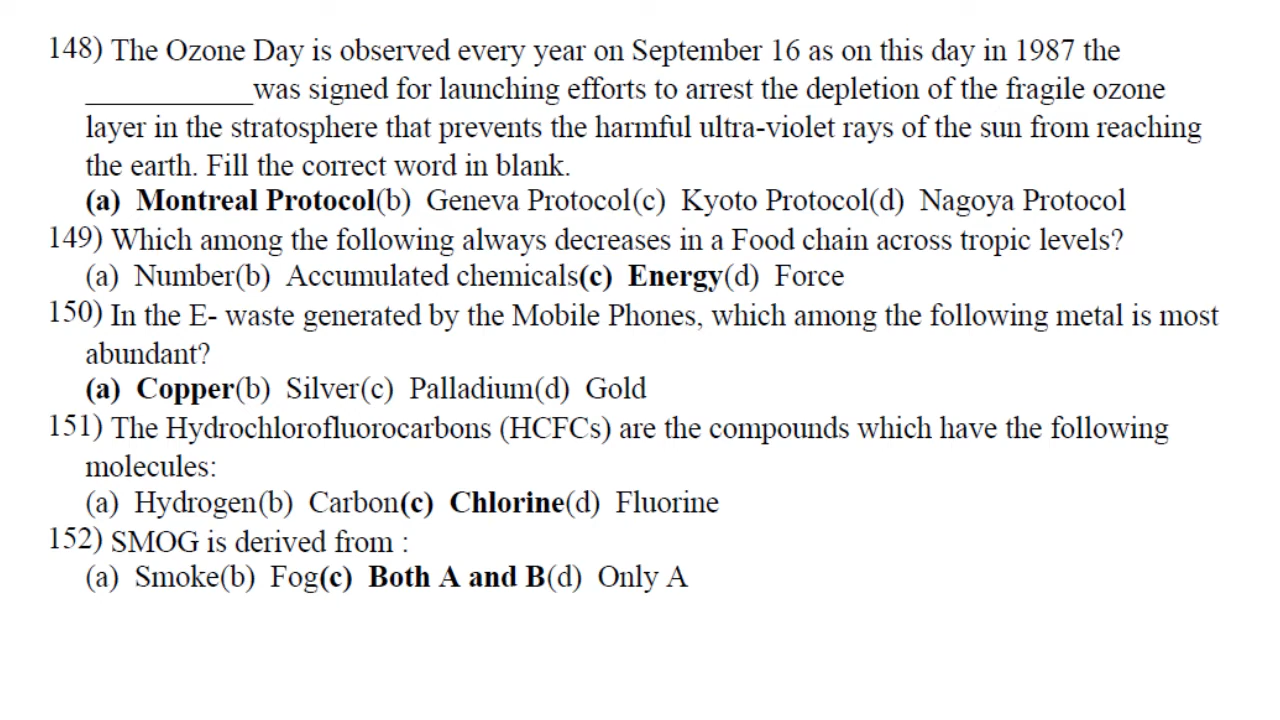 148) The Ozone Day is observed every year on September 16 as on this day in 1987 the
___________was signed for launching efforts to arrest the depletion of the fragile ozone
layer in the stratosphere that prevents the harmful ultra-violet rays of the sun from reaching
the earth. Fill the correct word in blank.
(a) Montreal Protocol(b) Geneva Protocol(c) Kyoto Protocol(d) Nagoya Protocol
149) Which among the following always decreases in a Food chain across tropic levels?
(a) Number(b) Accumulated chemicals(c) Energy(d) Force
150) In the E- waste generated by the Mobile Phones, which among the following metal is most
abundant?
(a) Copper(b) Silver(c) Palladium(d) Gold
151) The Hydrochlorofluorocarbons (HCFCs) are the compounds which have the following
molecules:
(a) Hydrogen(b) Carbon(c) Chlorine(d) Fluorine
152) SMOG is derived from :
(a) Smoke(b) Fog(c) Both A and B(d) Only A